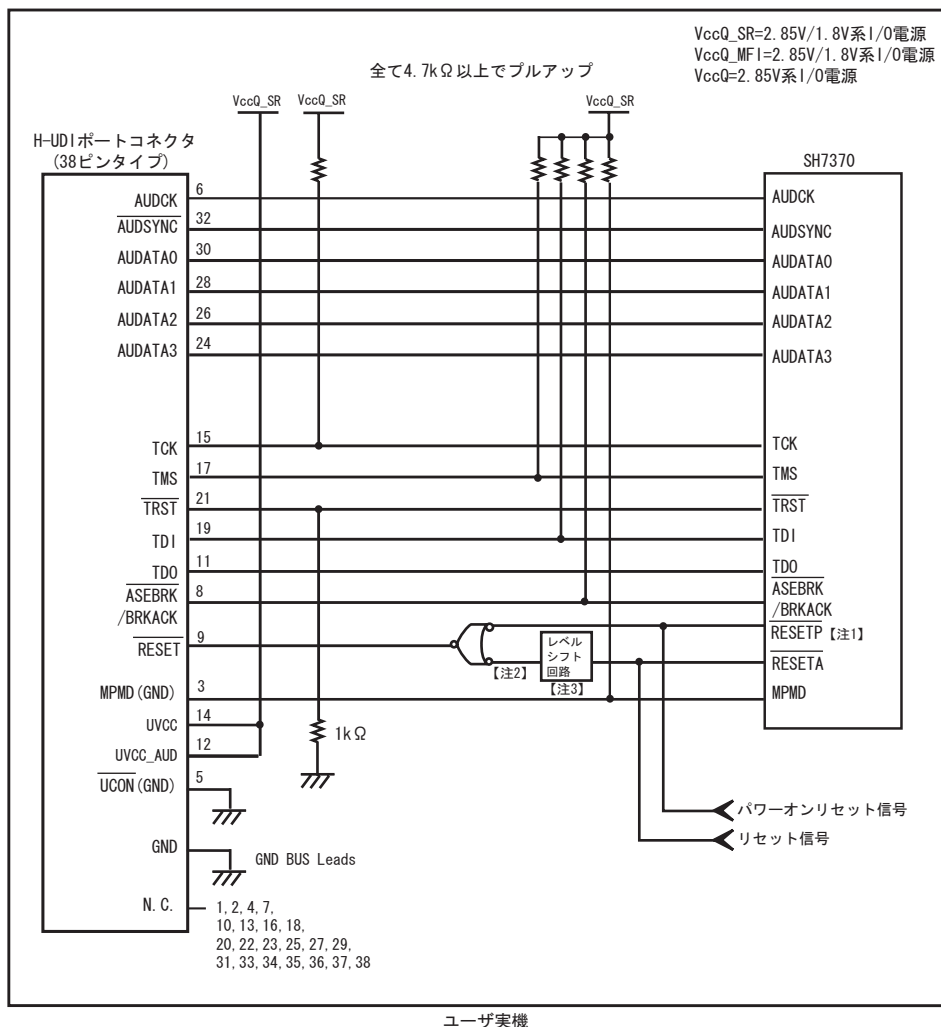 VccQ_SR=2.85V/1.8V系I/O電源
VccQ_MFI=2.85V/1.8V系I/O電源
VccQ=2.85V系I/O電源
全て4.7kΩ以上でプルアップ
VccQ_SR
VccQ_SR
VccQ_SR
H-UDIポートコネクタ
(38ピンタイプ)
SH7370
AUDCK
6
AUDCK
AUDSYNC
32
AUDSYNC
AUDATA0
30
AUDATA0
AUDATA1
28
AUDATA1
AUDATA2
26
AUDATA2
AUDATA3
24
AUDATA3
TCK
15
TCK
TMS
17
TMS
TRST
21
TRST
TDI
19
TDI
TDO
11
TDO
ASEBRK
/BRKACK
8
ASEBRK
/BRKACK
RESET
9
【注2】
レベル
シフト
回路
【注3】
RESETP【注1】
RESETA
MPMD(GND)
3
MPMD
UVCC
14
1kΩ
UVCC_AUD
12
UCON(GND)
5
パワーオンリセット信号
リセット信号
GND
GND BUS Leads
N.C.
1,2,4,7,
10,13,16,18,
20,22,23,25,27,29,
31,33,34,35,36,37,38
ユーザ実機